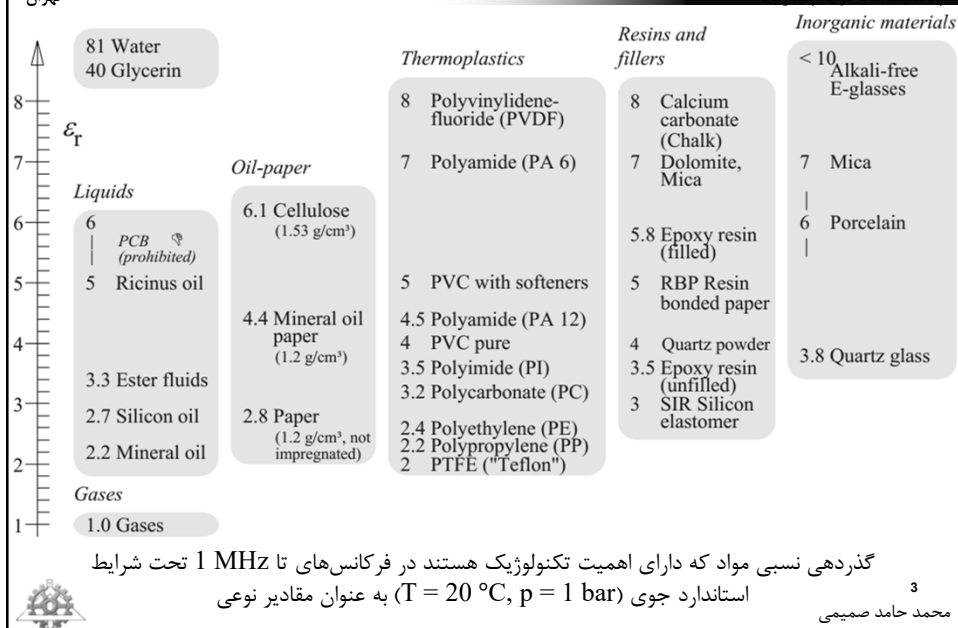 تهران
81 Water
40 Glycerin
8
εr
7
6
5
4
3
2
1
Liquids
6
PCB
(prohibited)
5 Ricinus oil
3.3 Ester fluids
2.7 Silicon oil
2.2 Mineral oil
Gases
1.0 Gases
Oil-paper
6.1 Cellulose
(1.53 g/cm³)
4.4 Mineral oil
paper
(1.2 g/cm³)
2.8 Paper
(1.2 g/cm³, not
impregnated)
Thermoplastics
8 Polyvinylidene-
fluoride (PVDF)
7 Polyamide (PA 6)
5 PVC with softeners
4.5 Polyamide (PA 12)
4 PVC pure
3.5 Polyimide (PI)
3.2 Polycarbonate (PC)
2.4 Polyethylene (PE)
2.2 Polypropylene (PP)
2 PTFE ("Teflon")
Resins and
fillers
8 Calcium
carbonate
(Chalk)
7 Dolomite,
Mica
5.8 Epoxy resin
(filled)
5 RBP Resin
bonded paper
4 Quartz powder
3.5 Epoxy resin
(unfilled)
3 SIR Silicon
elastomer
Inorganic materials
< 10 Alkali-free
E-glasses
7 Mica
6 Porcelain
3.8 Quartz glass
گذردهی نسبی مواد که دارای اهمیت تکنولوژیک هستند در فرکانس‌های تا 1 MHz تحت شرایط
استاندارد جوی (T = 20 °C, p = 1 bar) به عنوان مقادیر نوعی
3
محمد حامد صمیمی